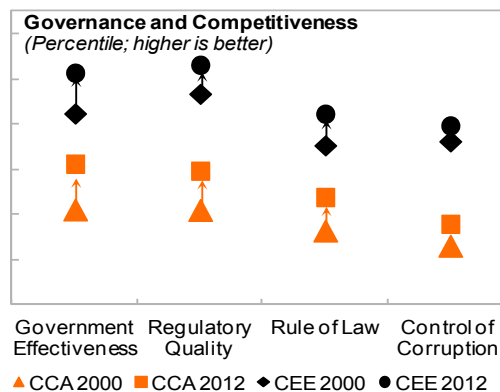 Governance and Competitiveness
(Percentile; higher is better)
Government Effectiveness
Regulatory Quality
Rule of Law
Control of Corruption
CCA 2000 CCA 2012 CEE 2000 CEE 2012